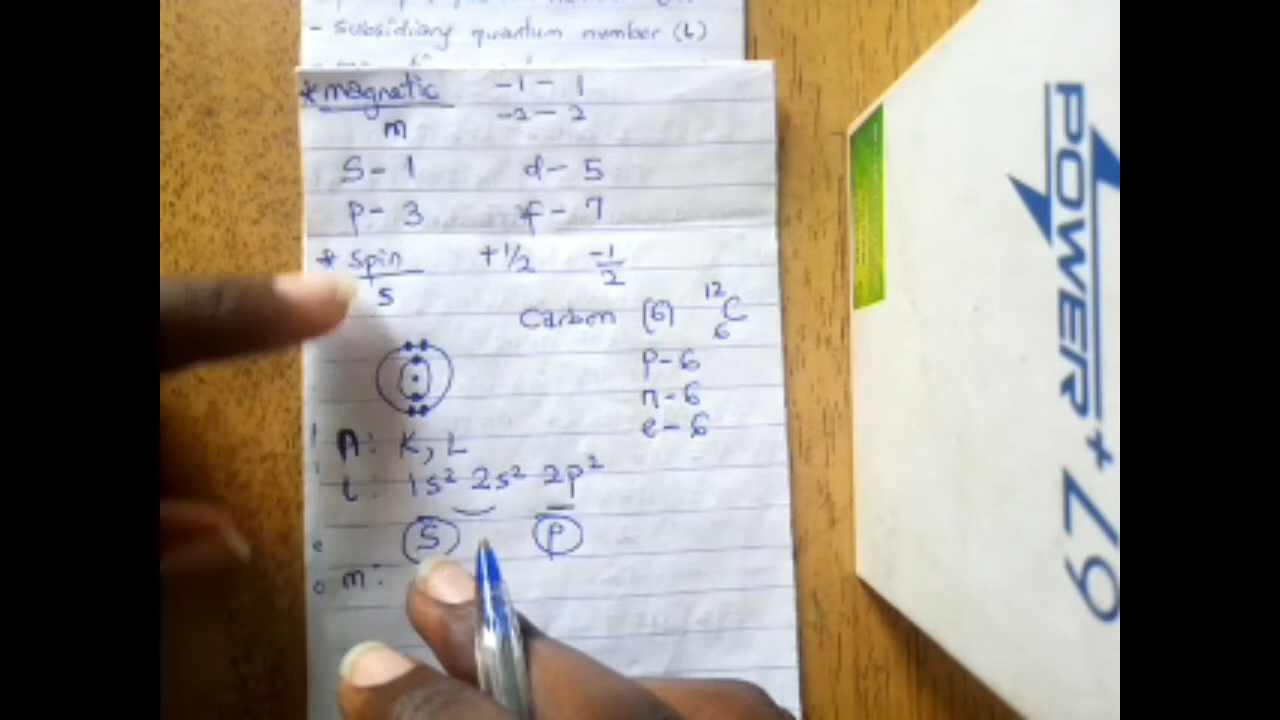 - subsidiary quantum number (l)
* magnetic -1 - 1
-2 - 2
m
S - 1 d - 5
P - 3 f - 7
* Spin +1/2 -1/2
s
Carbon (6) 12 C 6
p - 6
n - 6
e - 6
n: K, L
l: 1s² 2s² 2p²
S P
m:
POWER+ L9